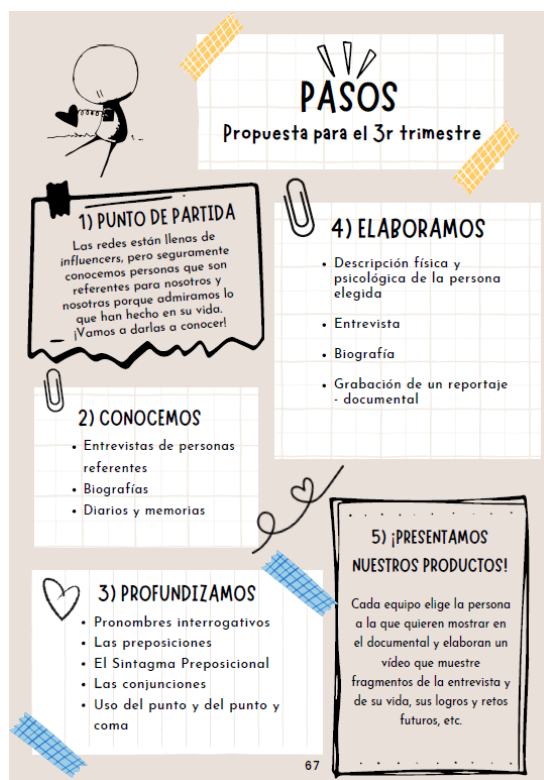 PASOS
Propuesta para el 3r trimestre
1) PUNTO DE PARTIDA
Las redes están llenas de
influencers, pero seguramente
conocemos personas que son
referentes para nosotros y
nosotras porque admiramos lo
que han hecho en su vida.
¡Vamos a darlas a conocer!
2) CONOCEMOS
• Entrevistas de personas
referentes
• Biografías
• Diarios y memorias
3) PROFUNDIZAMOS
• Pronombres interrogativos
• Las preposiciones
• El Sintagma Preposicional
• Las conjunciones
• Uso del punto y del punto y
coma
4) ELABORAMOS
• Descripción física y
psicológica de la persona
elegida
• Entrevista
• Biografía
• Grabación de un reportaje
- documental
5) ¡PRESENTAMOS
NUESTROS PRODUCTOS!
Cada equipo elige la persona
a la que quieren mostrar en
el documental y elaboran un
vídeo que muestre
fragmentos de la entrevista y
de su vida, sus logros y retos
futuros, etc.
67